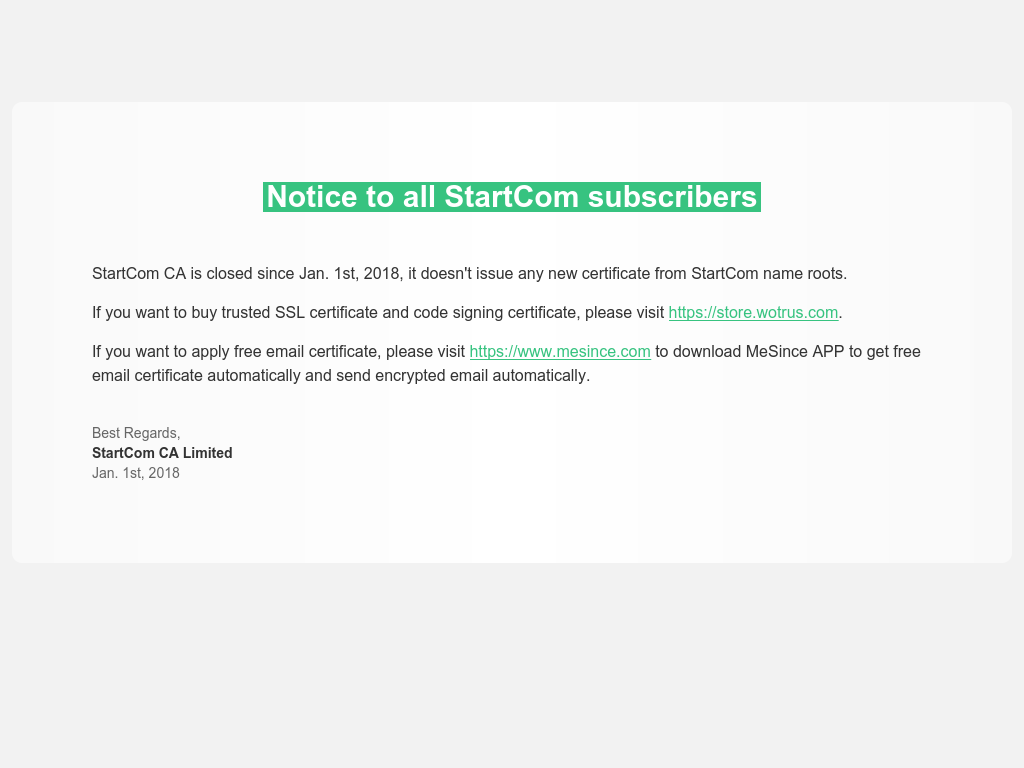 Notice to all StartCom subscribers
StartCom CA is closed since Jan. 1st, 2018, it doesn't issue any new certificate from StartCom name roots.
If you want to buy trusted SSL certificate and code signing certificate, please visit https://store.wotrus.com.
If you want to apply free email certificate, please visit https://www.mesince.com to download MeSince APP to get free
email certificate automatically and send encrypted email automatically.
Best Regards,
StartCom CA Limited
Jan. 1st, 2018